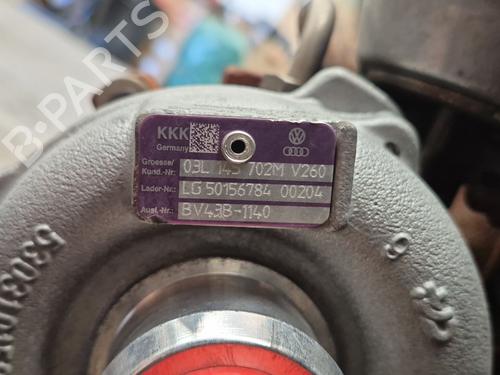 B-PARTS
KKK
Germany
Groesse/
Kund.-Nr.: 03L 145 702M V260
Lader-Nr.: LG 50156784 00204
Ausf.-Nr.: BV43B-1140